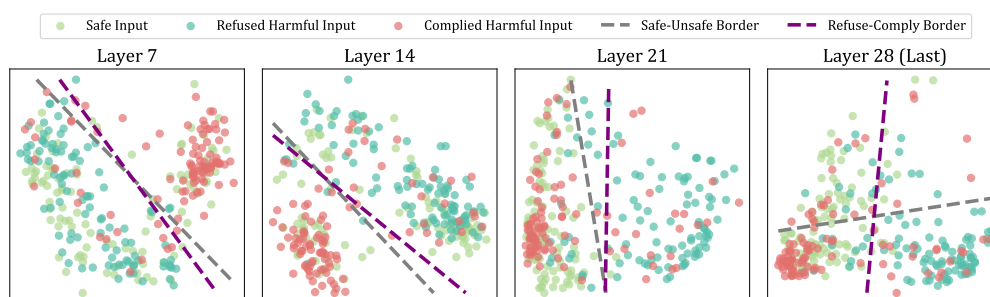 Safe Input Refused Harmful Input Complied Harmful Input Safe-Unsafe Border Refuse-Comply Border
Layer 7 Layer 14 Layer 21 Layer 28 (Last)